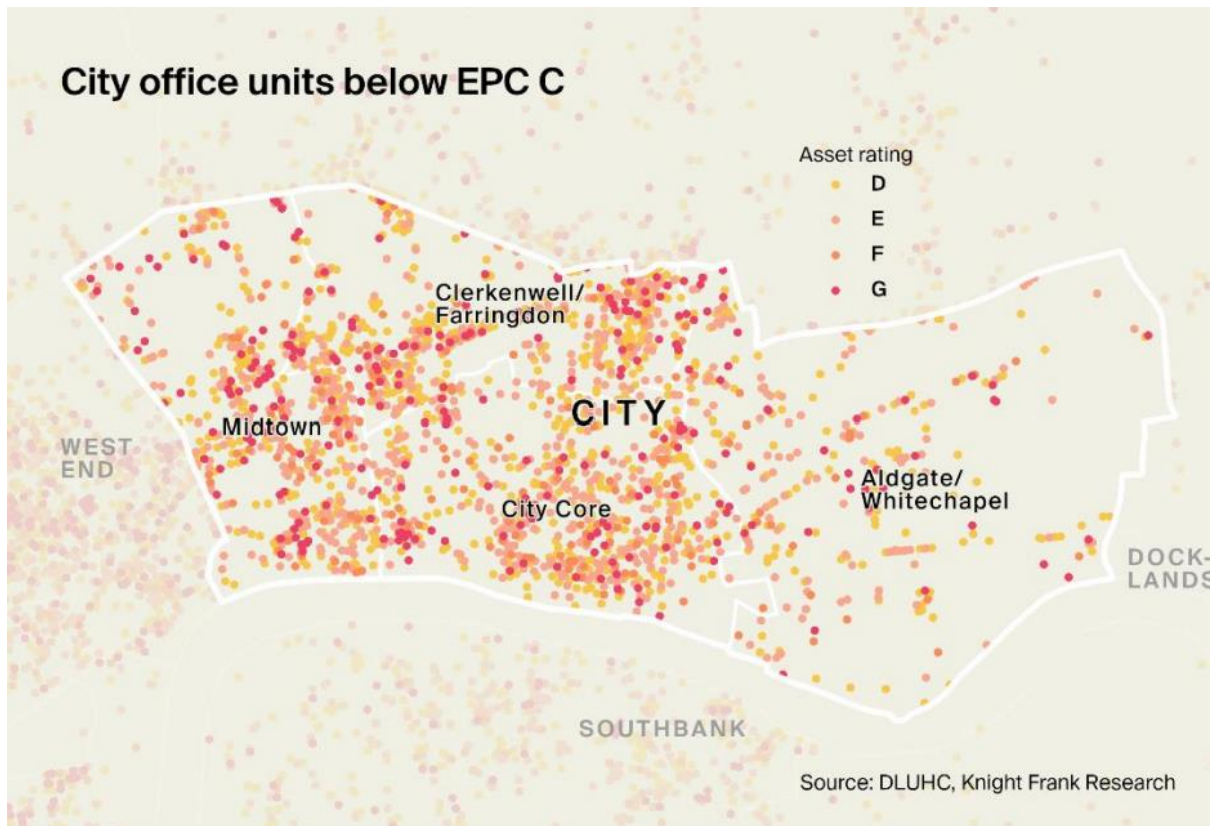 City office units below EPC C
Asset rating
D
E
F
G
Clerkenwell/
Farringdon
CITY
Midtown
WEST
END
City Core
Aldgate/
Whitechapel
DOCK-
LANDS
SOUTHBANK
Source: DLUHC, Knight Frank Research